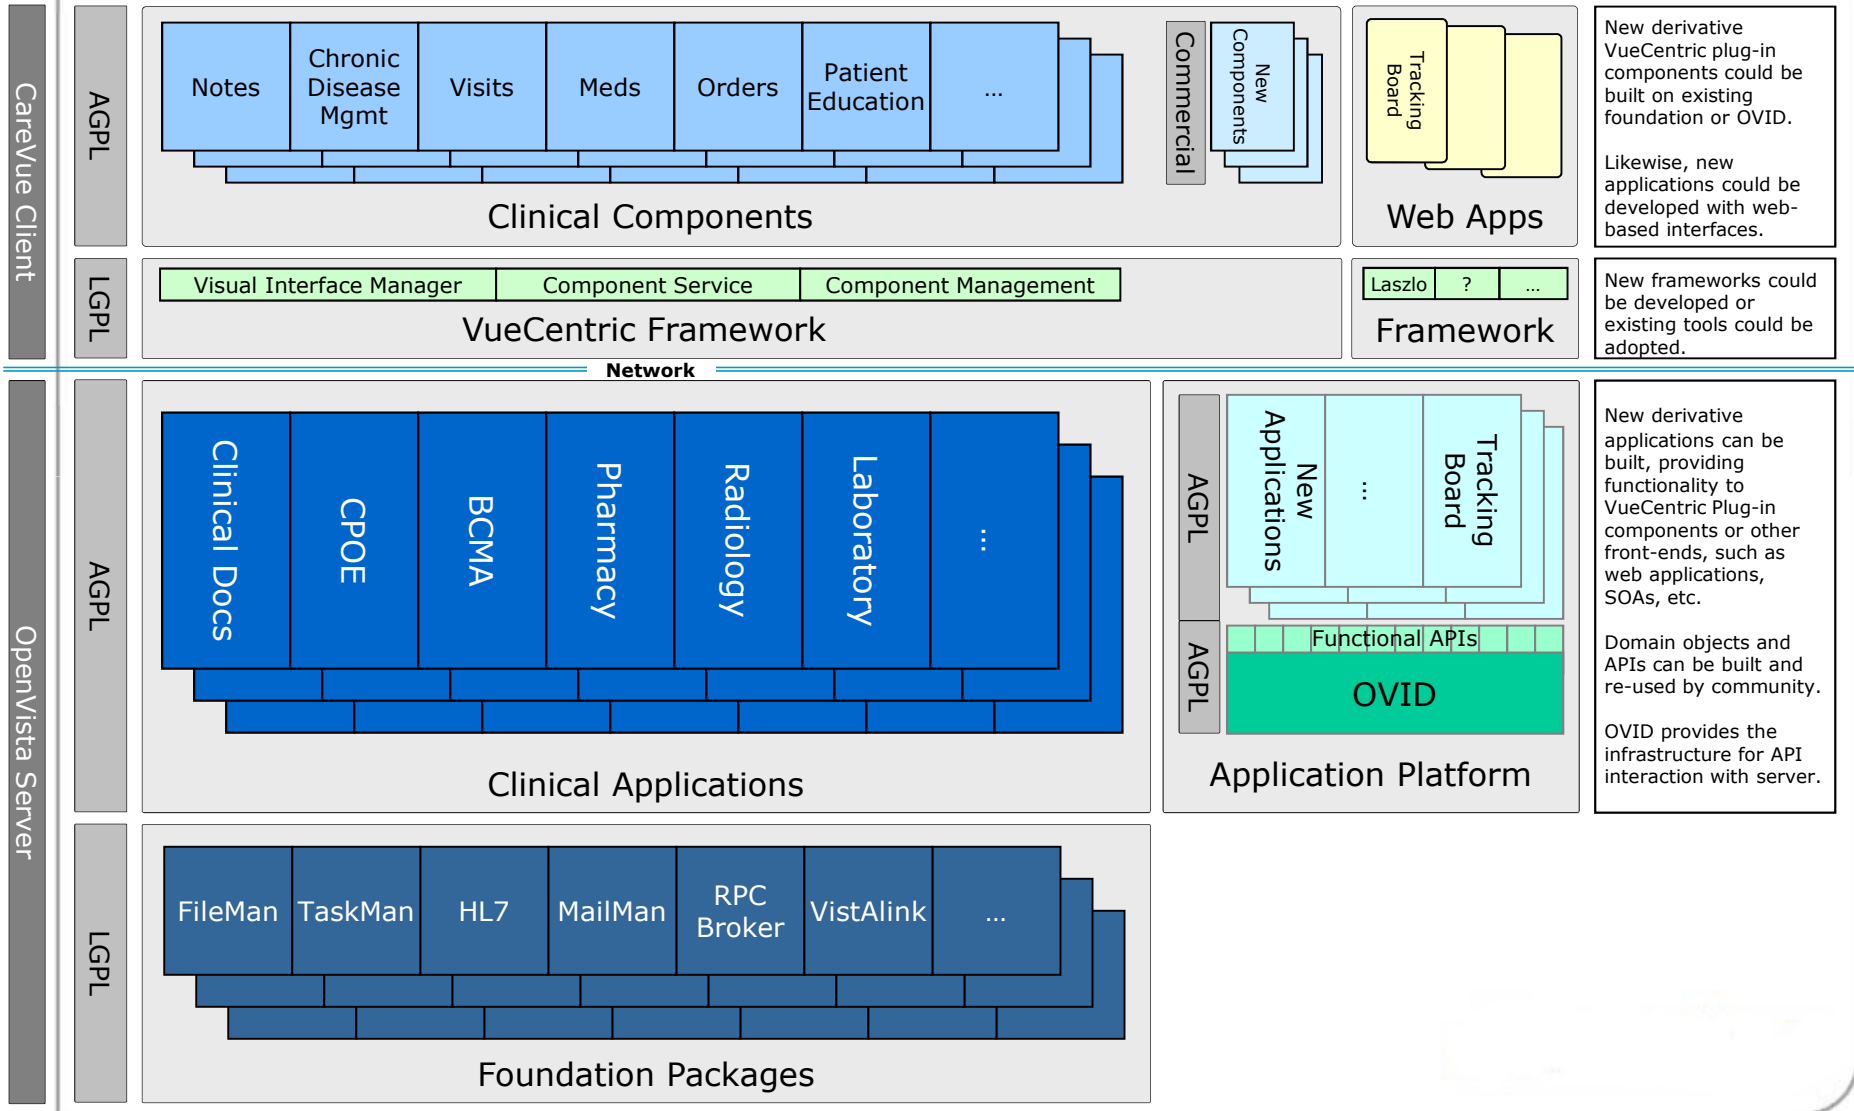 CareVue Client
AGPL
Notes
Chronic
Disease
Mgmt
Visits
Meds
Orders
Patient
Education
...
Clinical Components
Commercial
New
Components
Tracking
Board
Web Apps
New derivative
VueCentric plug-in
components could be
built on existing
foundation or OVID.
Likewise, new
applications could be
developed with web-
based interfaces.
LGPL
Visual Interface Manager
Component Service
Component Management
VueCentric Framework
Laszlo
?
...
Framework
New frameworks could
be developed or
existing tools could be
adopted.
Network
OpenVista Server
AGPL
Clinical Docs
CPOE
BCMA
Pharmacy
Radiology
Laboratory
...
Clinical Applications
AGPL
New
Applications
...
Tracking
Board
AGPL
Functional APIs
OVID
Application Platform
New derivative
applications can be
built, providing
functionality to
VueCentric Plug-in
components or other
front-ends, such as
web applications,
SOAs, etc.
Domain objects and
APIs can be built and
re-used by community.
OVID provides the
infrastructure for API
interaction with server.
LGPL
FileMan
TaskMan
HL7
MailMan
RPC
Broker
VistAlink
...
Foundation Packages